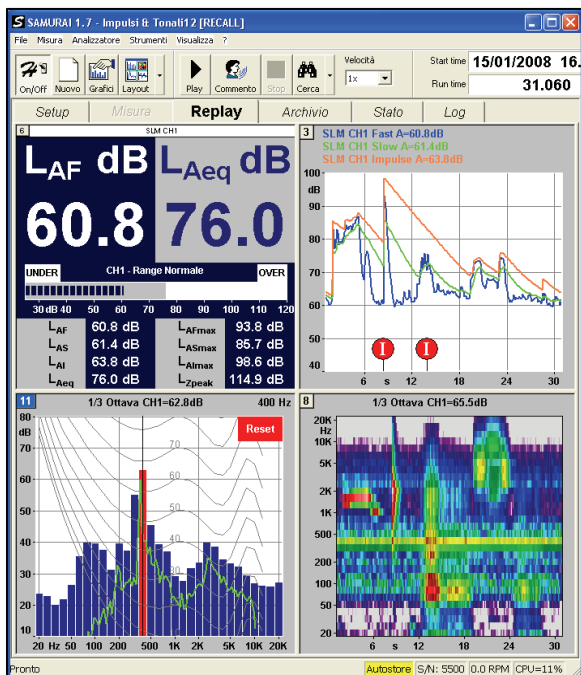 SAMURAI 1.7 - Impulsi & Tonali12 [RECALL]
File Misura Analizzatore Strumenti Visualizza ?
On/Off Nuovo Grafici Layout Play Commento Stop Cerca
Velocità
1x
Start time 15/01/2008 16.
Run time 31.060
Setup Misura Replay Archivio Stato Log
6 SLM CH1
LAF dB LAeq dB
60.8 76.0
UNDER CH1 - Range Normale OVER
30 dB 40 50 60 70 80 90 100 110 120
LAF 60.8 dB LAFmax 93.8 dB
LAS 61.4 dB LASmax 85.7 dB
LAI 63.8 dB LAImax 98.6 dB
LAeq 76.0 dB LZpeak 114.9 dB
3 SLM CH1 Fast A=60.8dB
SLM CH1 Slow A=61.4dB
SLM CH1 Impulse A=63.8dB
100
dB
90
80
70
60
50
40
I I
6 s 12 18 24 30
11 1/3 Ottava CH1=62.8dB 400 Hz
Reset
80
dB
70
60
50
40
30
20
10
70
60
50
40
30
20 Hz 50 100 200 500 1K 2K 5K 10K 20K
8 1/3 Ottava CH1=65.5dB
20K
Hz
10K
5K
2K
1K
500
200
100
50
20
6 s 12 18 24 30
Pronto
Autostore S/N: 5500 0.0 RPM CPU=11%